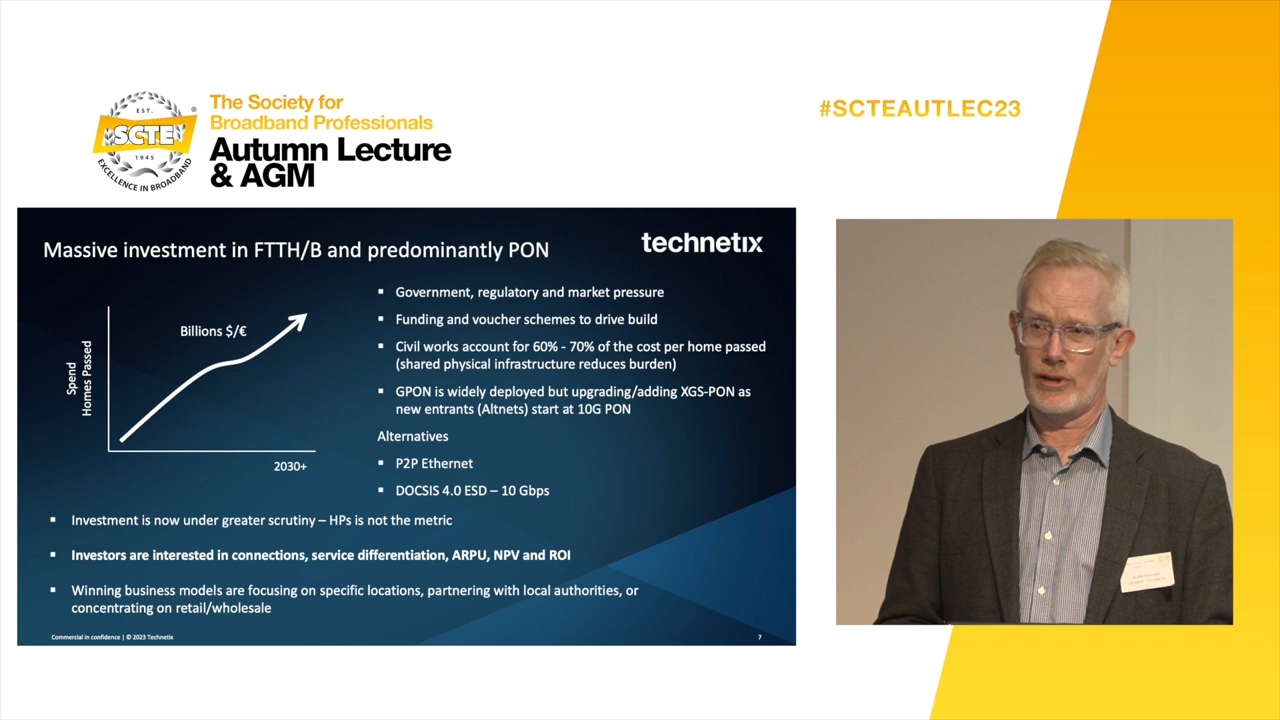 EST.
®
SCTE
1945
EXCELLENCE IN BROADBAND
The Society for
Broadband Professionals
Autumn Lecture
& AGM
#SCTEAUTLEC23
Massive investment in FTTH/B and predominantly PON
technetix
Billions $/€
Spend
Homes Passed
2030+
▪ Government, regulatory and market pressure
▪ Funding and voucher schemes to drive build
▪ Civil works account for 60% - 70% of the cost per home passed
(shared physical infrastructure reduces burden)
▪ GPON is widely deployed but upgrading/adding XGS-PON as
new entrants (Altnets) start at 10G PON
Alternatives
▪ P2P Ethernet
▪ DOCSIS 4.0 ESD – 10 Gbps
▪ Investment is now under greater scrutiny – HPs is not the metric
▪ Investors are interested in connections, service differentiation, ARPU, NPV and ROI
▪ Winning business models are focusing on specific locations, partnering with local authorities, or
concentrating on retail/wholesale
Commercial in confidence | © 2023 Technetix
7